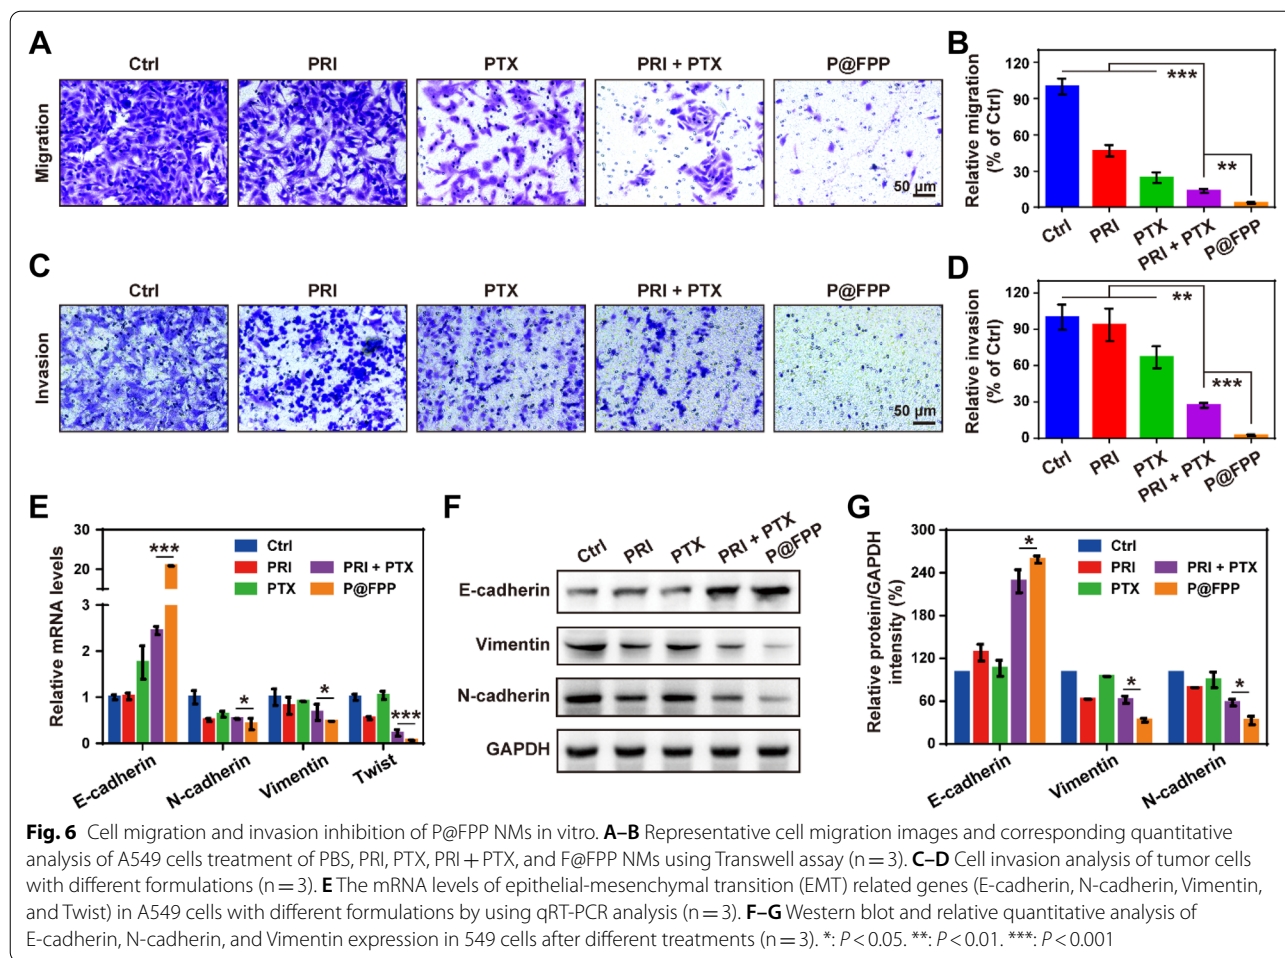 A
Ctrl
PRI
PTX
PRI + PTX
P@FPP
Migration
50 μm
B
Relative migration
(% of Ctrl)
120
90
60
30
0
***
**
Ctrl
PRI
PTX
PRI + PTX
P@FPP
C
Ctrl
PRI
PTX
PRI + PTX
P@FPP
Invasion
50 μm
D
Relative invasion
(% of Ctrl)
120
90
60
30
0
**
***
Ctrl
PRI
PTX
PRI + PTX
P@FPP
E
Relative mRNA levels
30
20
3
2
1
0
Ctrl
PRI
PTX
PRI + PTX
P@FPP
***
*
*
***
E-cadherin
N-cadherin
Vimentin
Twist
F
Ctrl
PRI
PTX
PRI + PTX
P@FPP
E-cadherin
Vimentin
N-cadherin
GAPDH
G
Relative protein/GAPDH
intensity (%)
300
240
180
120
60
0
Ctrl
PRI
PTX
PRI + PTX
P@FPP
*
*
*
E-cadherin
Vimentin
N-cadherin
Fig. 6 Cell migration and invasion inhibition of P@FPP NMs in vitro. A–B Representative cell migration images and corresponding quantitative
analysis of A549 cells treatment of PBS, PRI, PTX, PRI + PTX, and F@FPP NMs using Transwell assay (n = 3). C–D Cell invasion analysis of tumor cells
with different formulations (n = 3). E The mRNA levels of epithelial-mesenchymal transition (EMT) related genes (E-cadherin, N-cadherin, Vimentin,
and Twist) in A549 cells with different formulations by using qRT-PCR analysis (n = 3). F–G Western blot and relative quantitative analysis of
E-cadherin, N-cadherin, and Vimentin expression in 549 cells after different treatments (n = 3). *: P < 0.05. **: P < 0.01. ***: P < 0.001